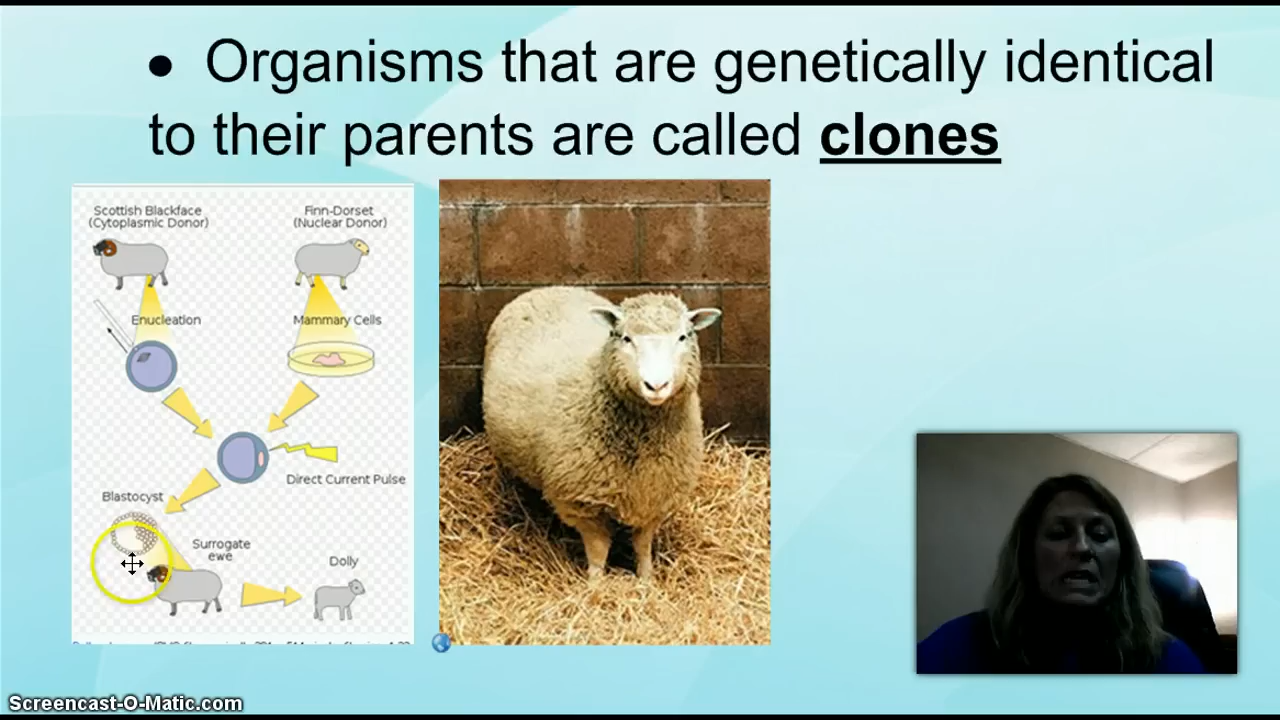 • Organisms that are genetically identical
to their parents are called clones
Scottish Blackface
(Cytoplasmic Donor)
Finn-Dorset
(Nuclear Donor)
Enucleation
Mammary Cells
Direct Current Pulse
Blastocyst
Surrogate
ewe
Dolly
Screencast-O-Matic.com